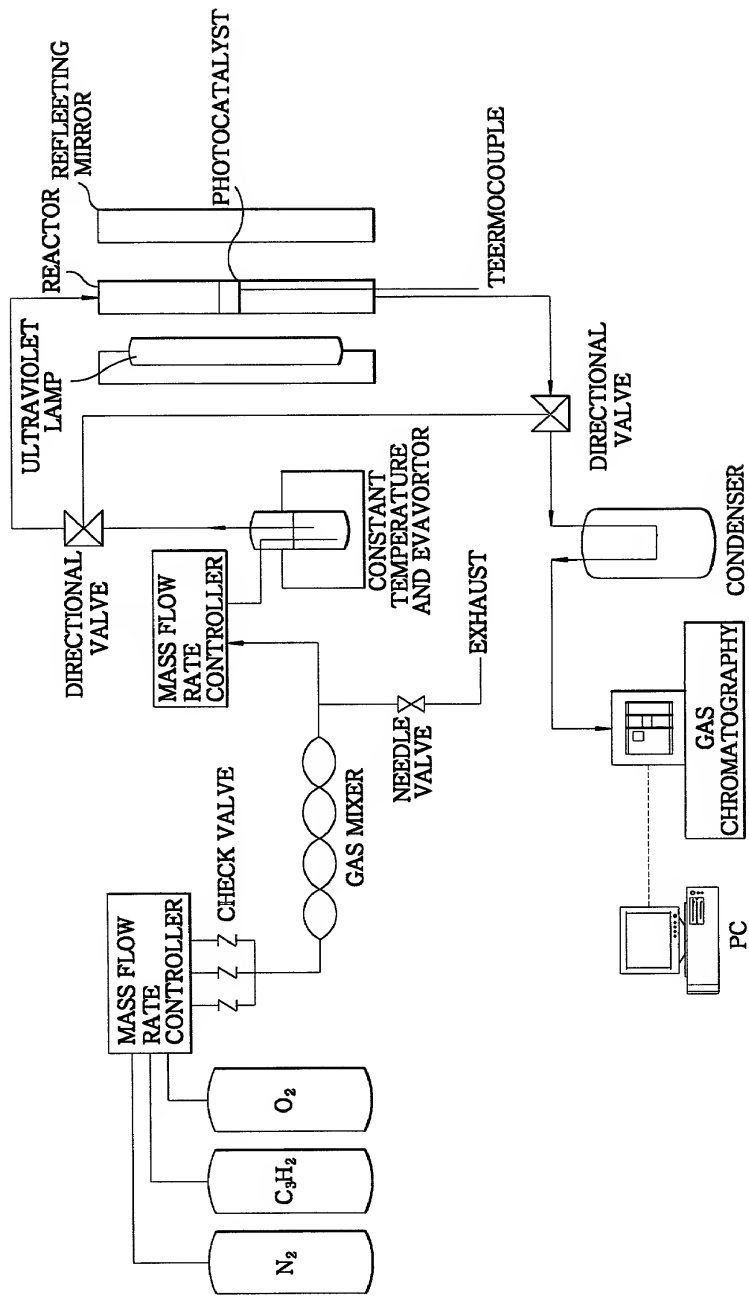 N₂
C₃H₂
O₂
MASS FLOW
RATE
CONTROLLER
CHECK VALVE
GAS MIXER
NEEDLE
VALVE
EXHAUST
MASS FLOW
RATE
CONTROLLER
CONSTANT
TEMPERATURE
AND EVAVORTOR
DIRECTIONAL
VALVE
ULTRAVIOLET
LAMP
REACTOR
REFLEETING
MIRROR
PHOTOCATALYST
TEERMOCOUPLE
DIRECTIONAL
VALVE
CONDENSER
GAS
CHROMATOGRAPHY
PC